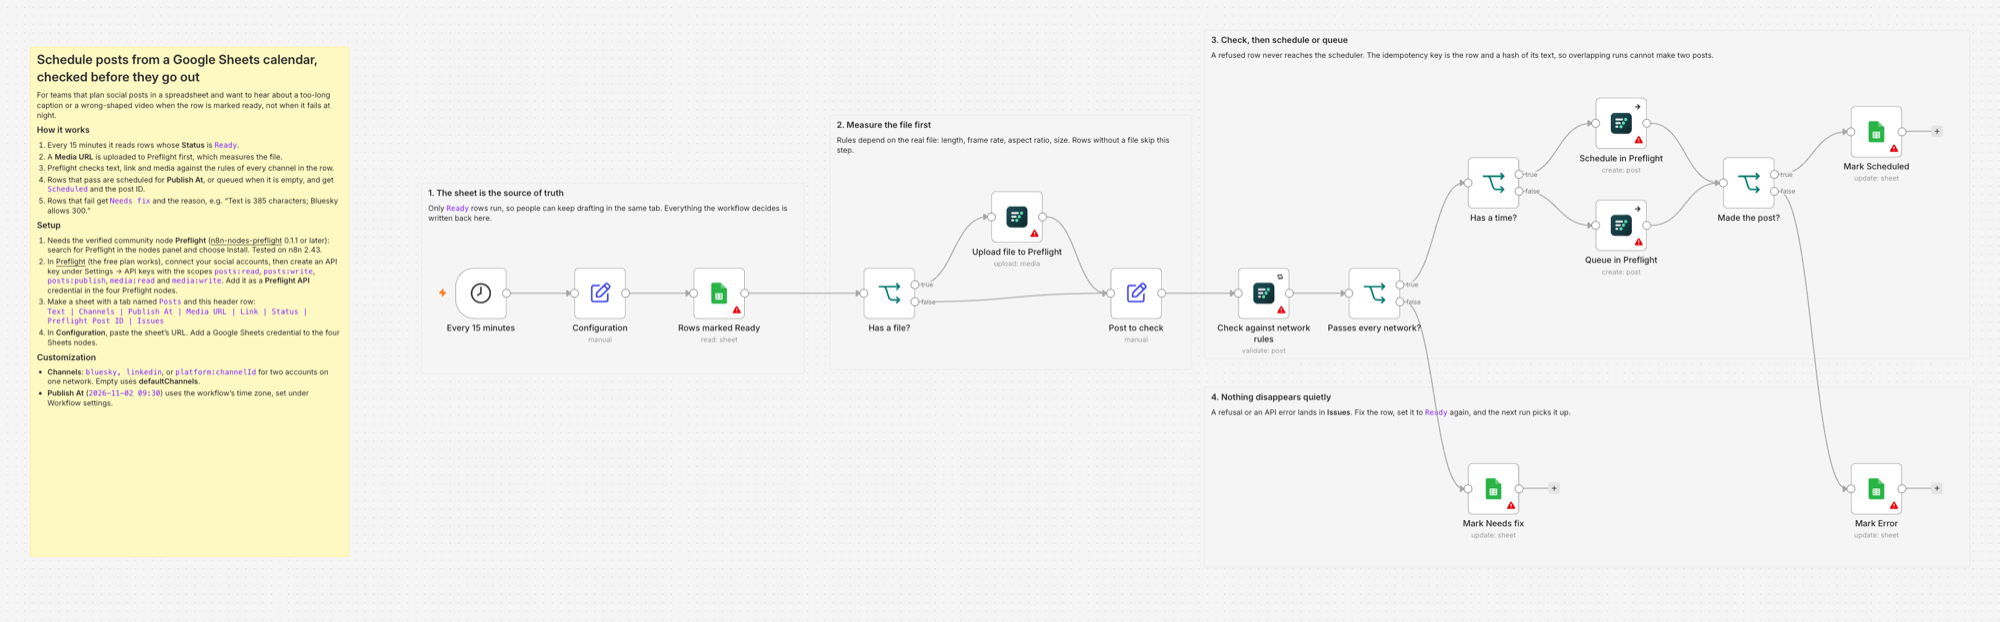 Schedule posts from a Google Sheets calendar,
checked before they go out
For teams that plan social posts in a spreadsheet and want to hear about a too-long
caption or a wrong-shaped video when the row is marked ready, not when it fails at
night.
How it works
1. Every 15 minutes it reads rows whose Status is Ready.
2. A Media URL is uploaded to Preflight first, which measures the file.
3. Preflight checks text, link and media against the rules of every channel in the row.
4. Rows that pass are scheduled for Publish At, or queued when it is empty, and get
Scheduled and the post ID.
5. Rows that fail get Needs fix and the reason, e.g. “Text is 385 characters; Bluesky
allows 300.”
Setup
1. Needs the verified community node Preflight (n8n-nodes-preflight 0.1.1 or later):
search for Preflight in the nodes panel and choose Install. Tested on n8n 2.43.
2. In Preflight (the free plan works), connect your social accounts, then create an API
key under Settings → API keys with the scopes posts:read, posts:write,
posts:publish, media:read and media:write. Add it as a Preflight API
credential in the four Preflight nodes.
3. Make a sheet with a tab named Posts and this header row:
Text | Channels | Publish At | Media URL | Link | Status |
Preflight Post ID | Issues
4. In Configuration, paste the sheet's URL. Add a Google Sheets credential to the four
Sheets nodes.
Customization
• Channels: bluesky, linkedin, or platform:channelId for two accounts on
one network. Empty uses defaultChannels.
• Publish At (2026-11-02 09:30) uses the workflow's time zone, set under
Workflow settings.
1. The sheet is the source of truth
Only Ready rows run, so people can keep drafting in the same tab. Everything the workflow decides is
written back here.
Every 15 minutes
Configuration
manual
Rows marked Ready
read: sheet
2. Measure the file first
Rules depend on the real file: length, frame rate, aspect ratio, size. Rows without a file skip this
step.
Has a file?
true
false
Upload file to Preflight
upload: media
Post to check
manual
3. Check, then schedule or queue
A refused row never reaches the scheduler. The idempotency key is the row and a hash of its text, so overlapping runs cannot make two posts.
Check against network
rules
validate: post
Passes every network?
true
false
Has a time?
true
false
Schedule in Preflight
create: post
Queue in Preflight
create: post
Made the post?
true
false
Mark Scheduled
update: sheet
4. Nothing disappears quietly
A refusal or an API error lands in Issues. Fix the row, set it to Ready again, and the next run picks it up.
Mark Needs fix
update: sheet
Mark Error
update: sheet